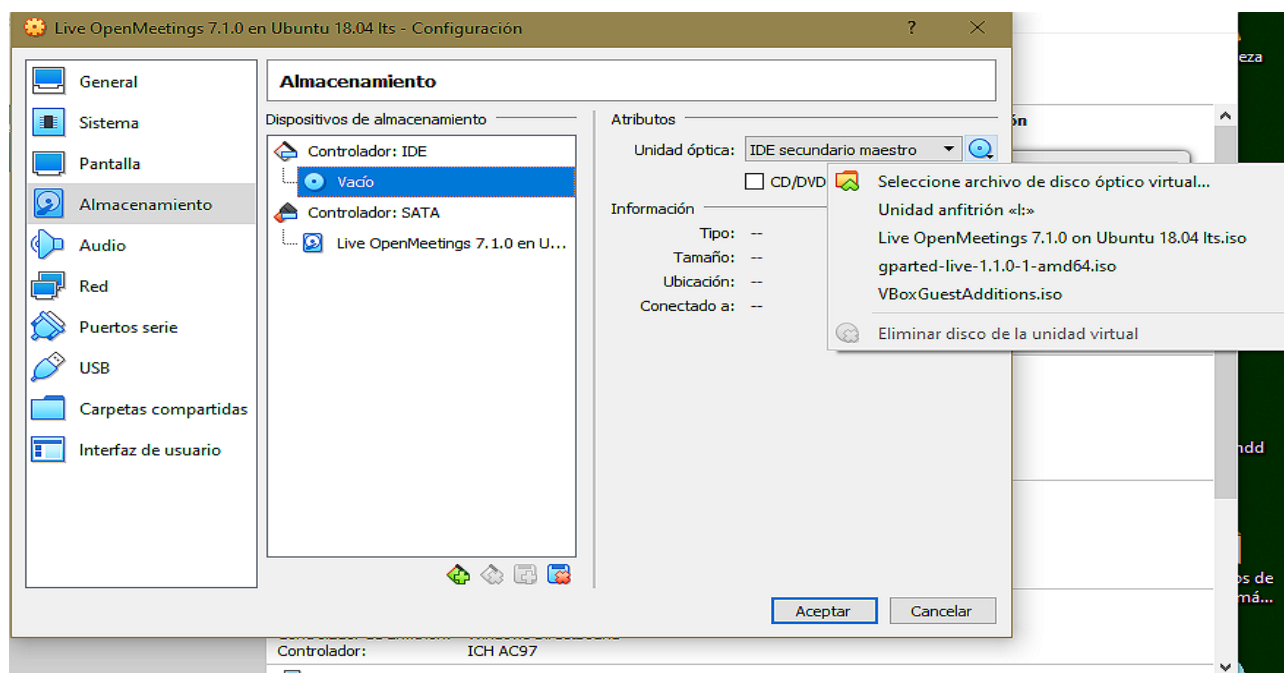 Live OpenMeetings 7.1.0 en Ubuntu 18.04 lts - Configuración
?
General
Sistema
Pantalla
Almacenamiento
Audio
Red
Puertos serie
USB
Carpetas compartidas
Interfaz de usuario
Almacenamiento
Dispositivos de almacenamiento
Controlador: IDE
Vacío
Controlador: SATA
Live OpenMeetings 7.1.0 en U...
Atributos
Unidad óptica: IDE secundario maestro
CD/DVD
Información
Tipo: --
Tamaño: --
Ubicación: --
Conectado a: --
Seleccione archivo de disco óptico virtual...
Unidad anfitrión «I:»
Live OpenMeetings 7.1.0 on Ubuntu 18.04 lts.iso
gparted-live-1.1.0-1-amd64.iso
VBoxGuestAdditions.iso
Eliminar disco de la unidad virtual
Aceptar
Cancelar
Controlador: ICH AC97
eza
ón
ndd
os de
má...